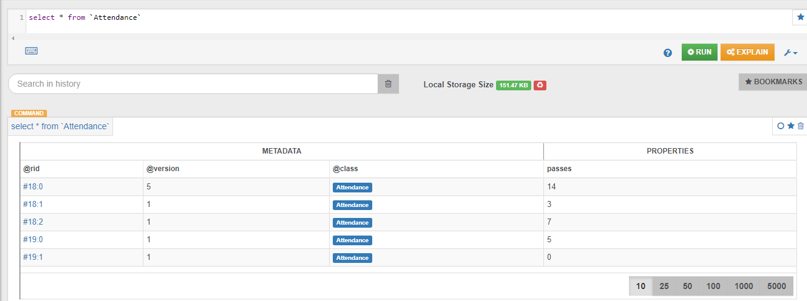 1 select * from `Attendance`
RUN
EXPLAIN
Search in history
Local Storage Size 151.47 KB
BOOKMARKS
COMMAND
select * from `Attendance`
METADATA PROPERTIES
@rid @version @class passes
#18:0 5 Attendance 14
#18:1 1 Attendance 3
#18:2 1 Attendance 7
#19:0 1 Attendance 5
#19:1 1 Attendance 0
10 25 50 100 1000 5000